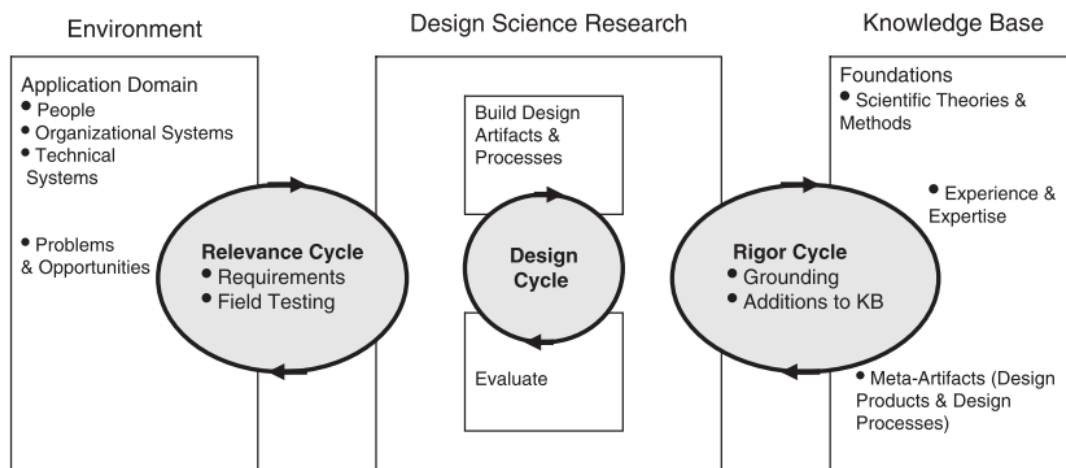 Environment
Design Science Research
Knowledge Base
Application Domain
● People
● Organizational Systems
● Technical
Systems
● Problems
& Opportunities
Relevance Cycle
● Requirements
● Field Testing
Build Design
Artifacts &
Processes
Design
Cycle
Evaluate
Rigor Cycle
● Grounding
● Additions to KB
Foundations
● Scientific Theories &
Methods
● Experience &
Expertise
● Meta-Artifacts (Design
Products & Design
Processes)